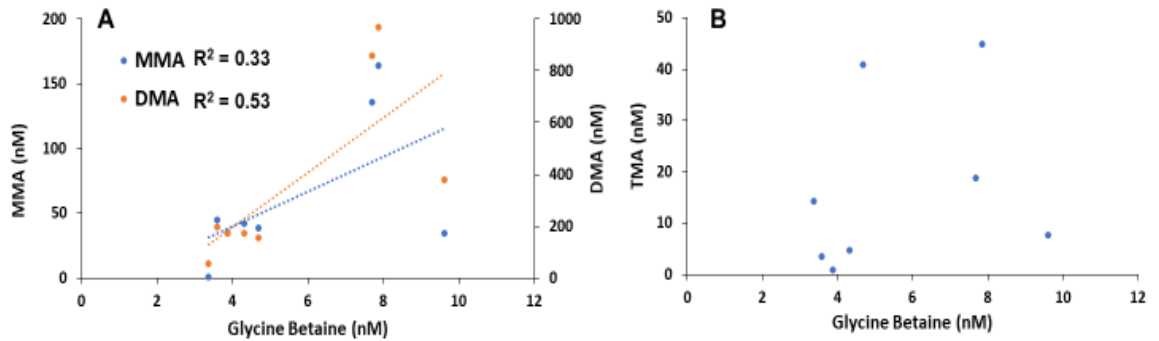 A
MMA R² = 0.33
DMA R² = 0.53
200
150
100
50
0
MMA (nM)
1000
800
600
400
200
0
DMA (nM)
0 2 4 6 8 10 12
Glycine Betaine (nM)
B
50
40
30
20
10
0
TMA (nM)
0 2 4 6 8 10 12
Glycine Betaine (nM)